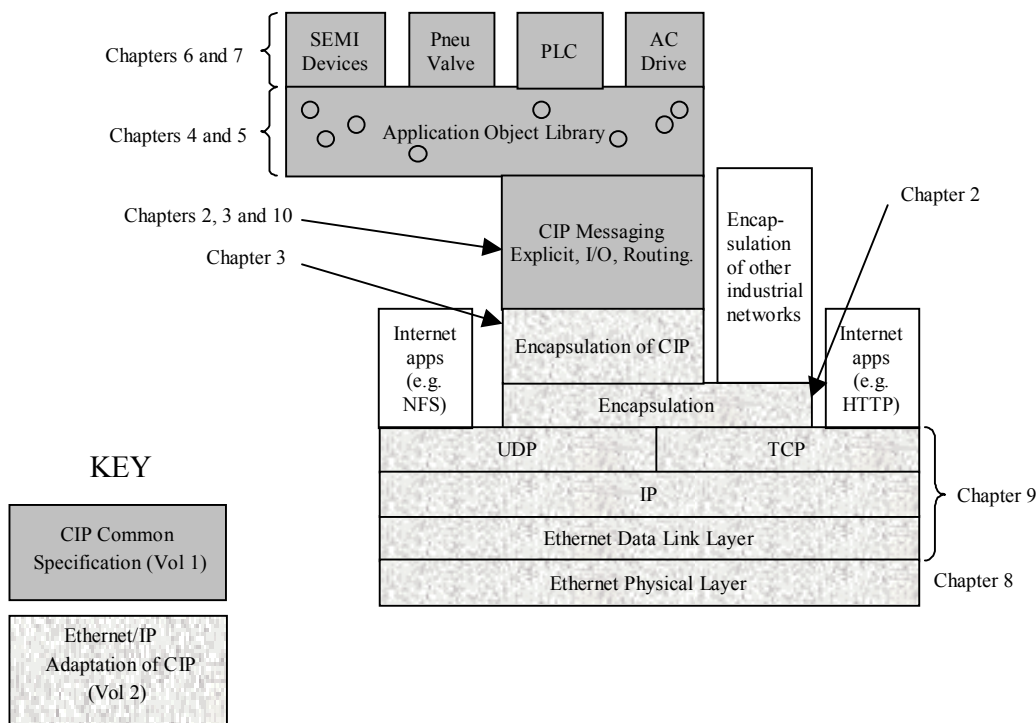 Chapters 6 and 7
SEMI
Devices
Pneu
Valve
PLC
AC
Drive
Chapters 4 and 5
Application Object Library
Chapters 2, 3 and 10
CIP Messaging
Explicit, I/O, Routing.
Encap-
sulation
of other
industrial
networks
Chapter 2
Chapter 3
Internet
apps
(e.g.
NFS)
Encapsulation of CIP
Internet
apps
(e.g.
HTTP)
Encapsulation
UDP
TCP
IP
Ethernet Data Link Layer
Chapter 9
Ethernet Physical Layer
Chapter 8
KEY
CIP Common
Specification (Vol 1)
Ethernet/IP
Adaptation of CIP
(Vol 2)